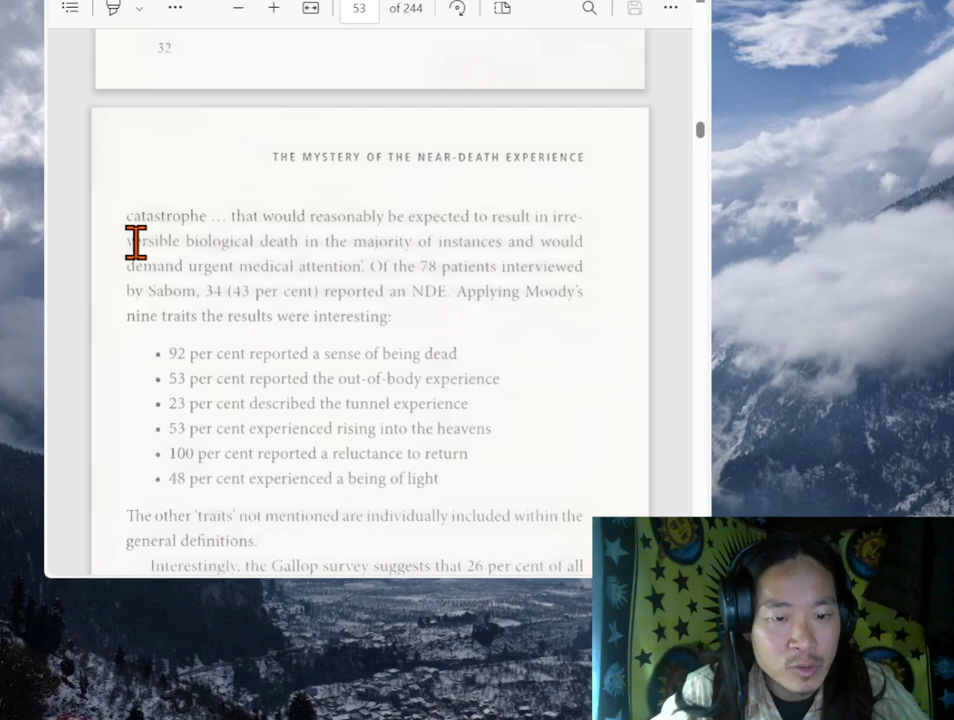 53 of 244
32
THE MYSTERY OF THE NEAR-DEATH EXPERIENCE
catastrophe … that would reasonably be expected to result in irre-
versible biological death in the majority of instances and would
demand urgent medical attention'. Of the 78 patients interviewed
by Sabom, 34 (43 per cent) reported an NDE. Applying Moody's
nine traits the results were interesting:
• 92 per cent reported a sense of being dead
• 53 per cent reported the out-of-body experience
• 23 per cent described the tunnel experience
• 53 per cent experienced rising into the heavens
• 100 per cent reported a reluctance to return
• 48 per cent experienced a being of light
The other 'traits' not mentioned are individually included within the
general definitions.
Interestingly, the Gallop survey suggests that 26 per cent of all